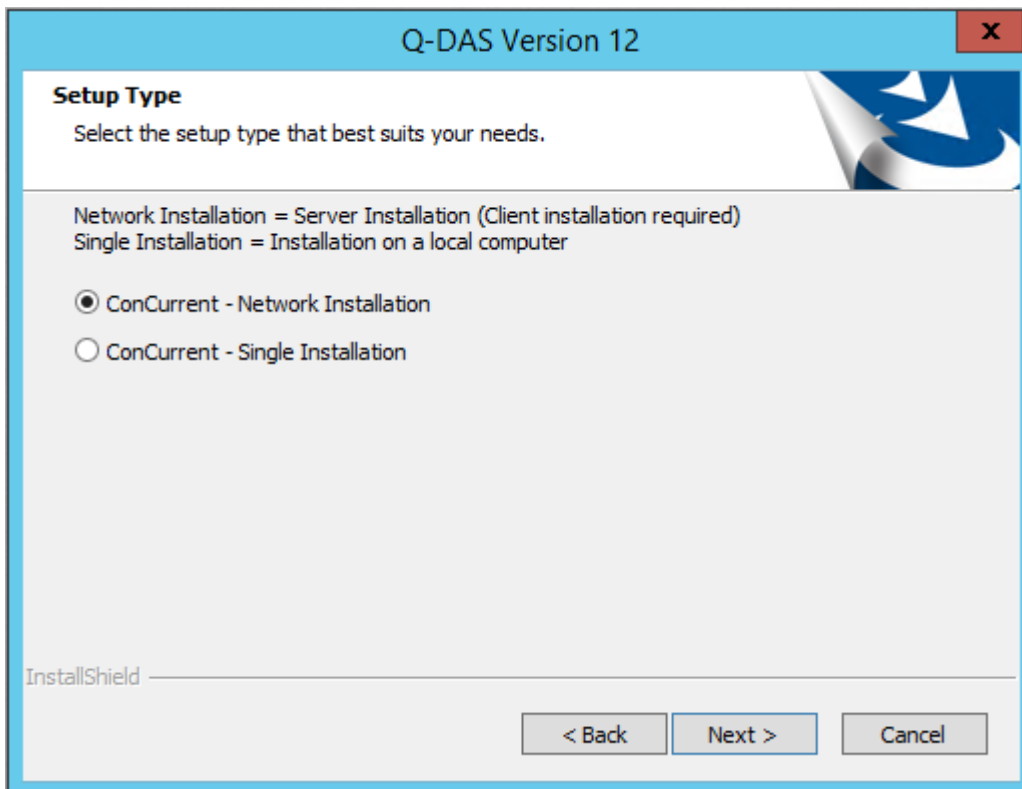 Q-DAS Version 12
x
Setup Type
Select the setup type that best suits your needs.
Network Installation = Server Installation (Client installation required)
Single Installation = Installation on a local computer
ConCurrent - Network Installation
ConCurrent - Single Installation
InstallShield
< Back
Next >
Cancel